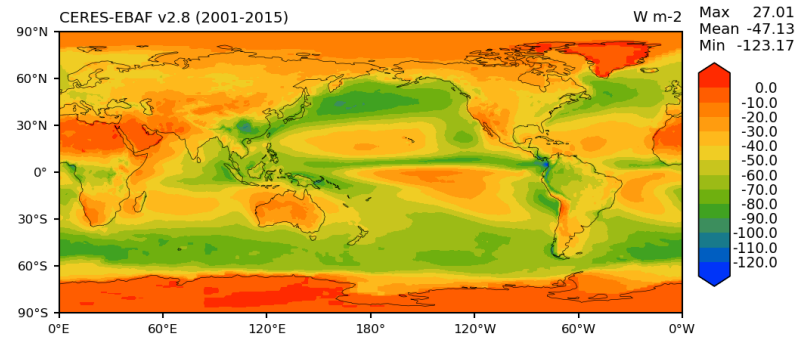 CERES-EBAF v2.8 (2001-2015) W m-2
Max 27.01
Mean -47.13
Min -123.17
90°N
60°N
30°N
0°
30°S
60°S
90°S
0°E 60°E 120°E 180° 120°W 60°W 0°W
0.0
-10.0
-20.0
-30.0
-40.0
-50.0
-60.0
-70.0
-80.0
-90.0
-100.0
-110.0
-120.0